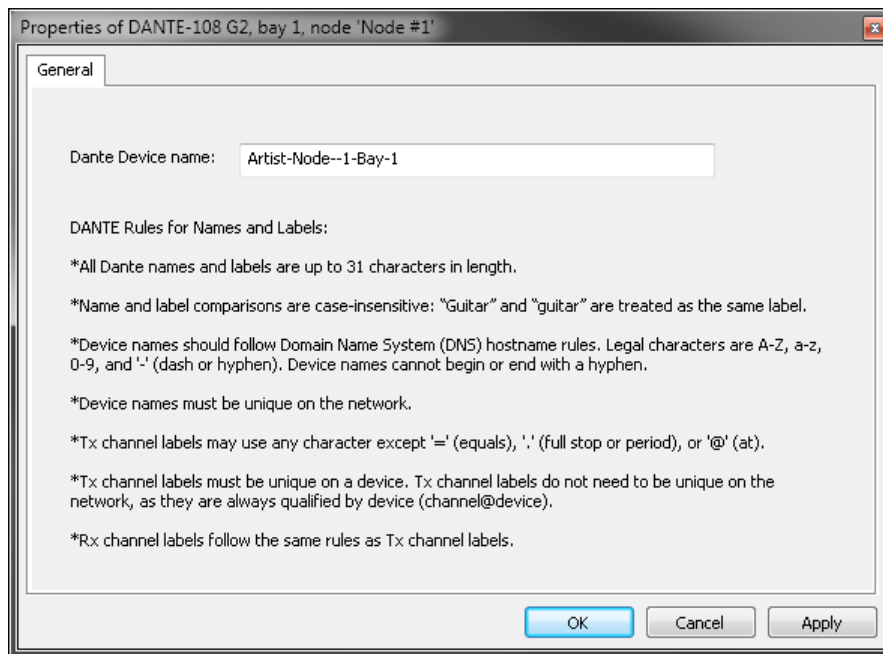 Properties of DANTE-108 G2, bay 1, node 'Node #1'
General
Dante Device name:  Artist-Node--1-Bay-1
DANTE Rules for Names and Labels:
*All Dante names and labels are up to 31 characters in length.
*Name and label comparisons are case-insensitive: “Guitar” and “guitar” are treated as the same label.
*Device names should follow Domain Name System (DNS) hostname rules. Legal characters are A-Z, a-z,
0-9, and '-' (dash or hyphen). Device names cannot begin or end with a hyphen.
*Device names must be unique on the network.
*Tx channel labels may use any character except '=' (equals), '.' (full stop or period), or '@' (at).
*Tx channel labels must be unique on a device. Tx channel labels do not need to be unique on the
network, as they are always qualified by device (channel@device).
*Rx channel labels follow the same rules as Tx channel labels.
OK Cancel Apply